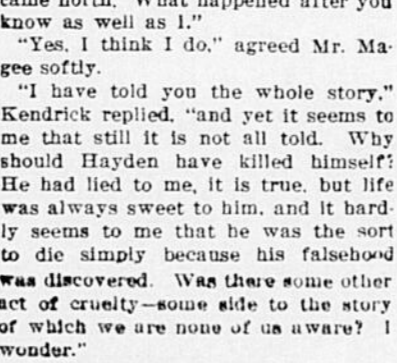 came north. What happened after you
know as well as I."
"Yes, I think I do," agreed Mr. Ma-
gee softly.
"I have told you the whole story,"
Kendrick replied, "and yet it seems to
me that still it is not all told. Why
should Hayden have killed himself?
He had lied to me, it is true, but life
was always sweet to him, and it hard-
ly seems to me that he was the sort
to die simply because his falsehood
was discovered. Was there some other
act of cruelty—some side to the story
of which we are none of us aware? I
wonder."